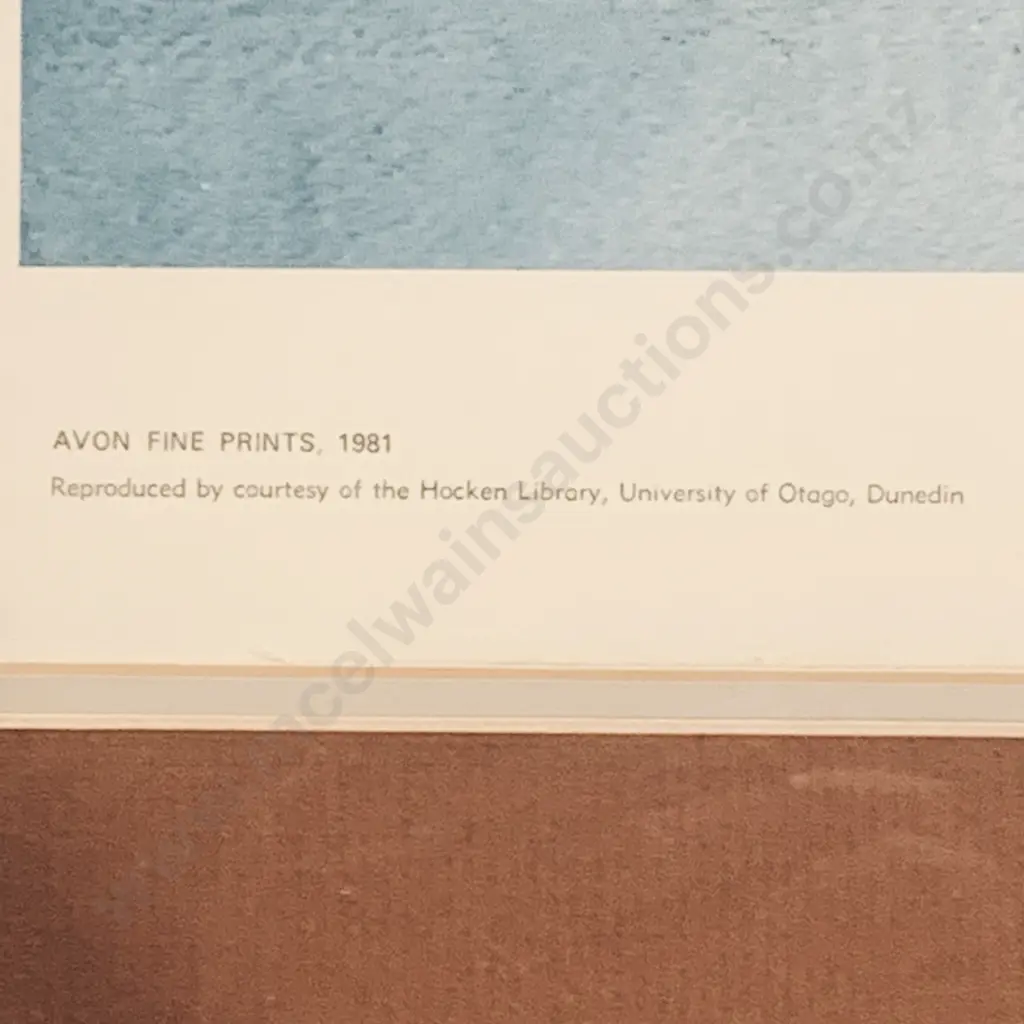 AVON FINE PRINTS, 1981
Reproduced by courtesy of the Hocken Library, University of Otago, Dunedin